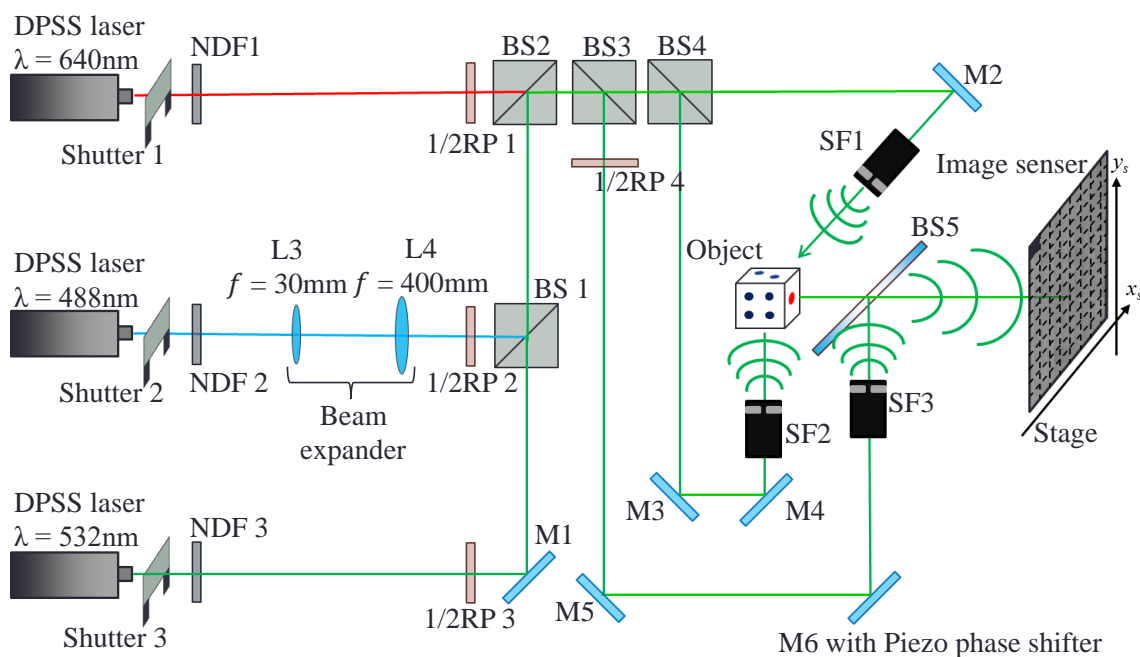 DPSS laser
λ = 640nm
NDF1
Shutter 1
1/2RP 1
BS2
BS3
BS4
M2
1/2RP 4
SF1
Image senser
yₛ
xₛ
BS5
Object
DPSS laser
λ = 488nm
Shutter 2
NDF 2
L3
f = 30mm
L4
f = 400mm
Beam
expander
1/2RP 2
BS 1
SF2
SF3
Stage
DPSS laser
λ = 532nm
NDF 3
Shutter 3
1/2RP 3
M1
M3
M4
M5
M6 with Piezo phase shifter